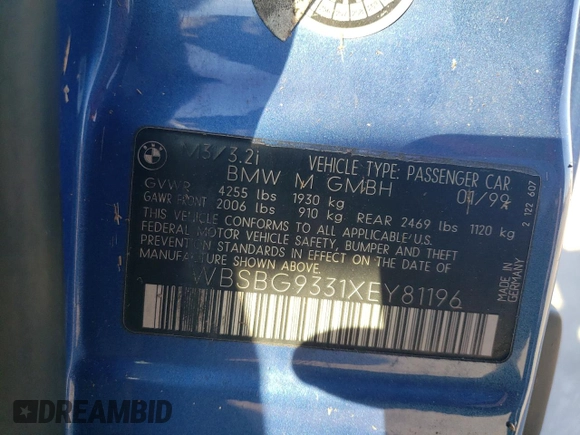 M3/3.2i
VEHICLE TYPE: PASSENGER CAR
BMW M GMBH
01/99
GVWR 4255 lbs 1930 kg
GAWR FRONT 2006 lbs 910 kg REAR 2469 lbs 1120 kg
THIS VEHICLE CONFORMS TO ALL APPLICABLE U.S.
FEDERAL MOTOR VEHICLE SAFETY, BUMPER AND THEFT
PREVENTION STANDARDS IN EFFECT ON THE DATE OF
MANUFACTURE SHOWN ABOVE.
WBSBG9331XEY81196
MADE IN
GERMANY
2 122 607
BMW
DREAMBID